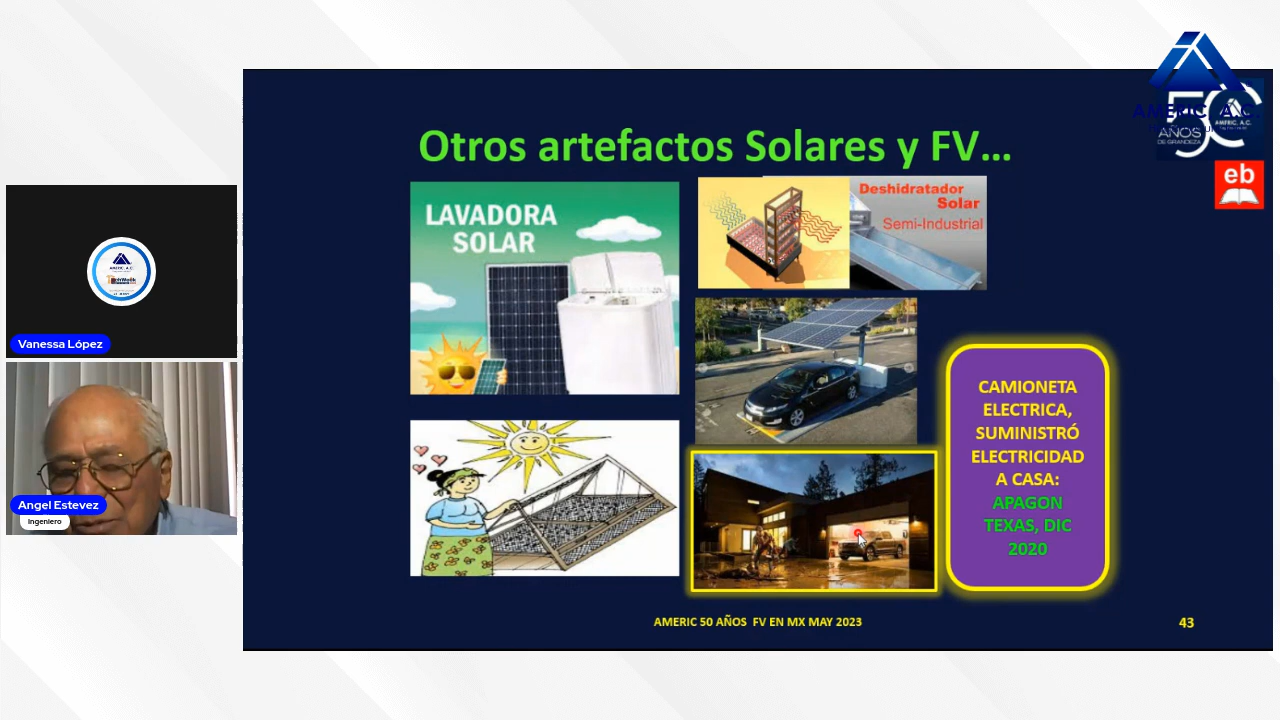 AMERIC, A.C.
50
AÑOS
AMERIC, A.C.
DE GRANDEZA
eb
Otros artefactos Solares y FV...
LAVADORA
SOLAR
Deshidratador
Solar
Semi-Industrial
CAMIONETA
ELECTRICA,
SUMINISTRÓ
ELECTRICIDAD
A CASA:
APAGON
TEXAS, DIC
2020
AMERIC 50 AÑOS FV EN MX MAY 2023
43
AMERIC A.C.
Vanessa López
Angel Estevez
Ingeniero